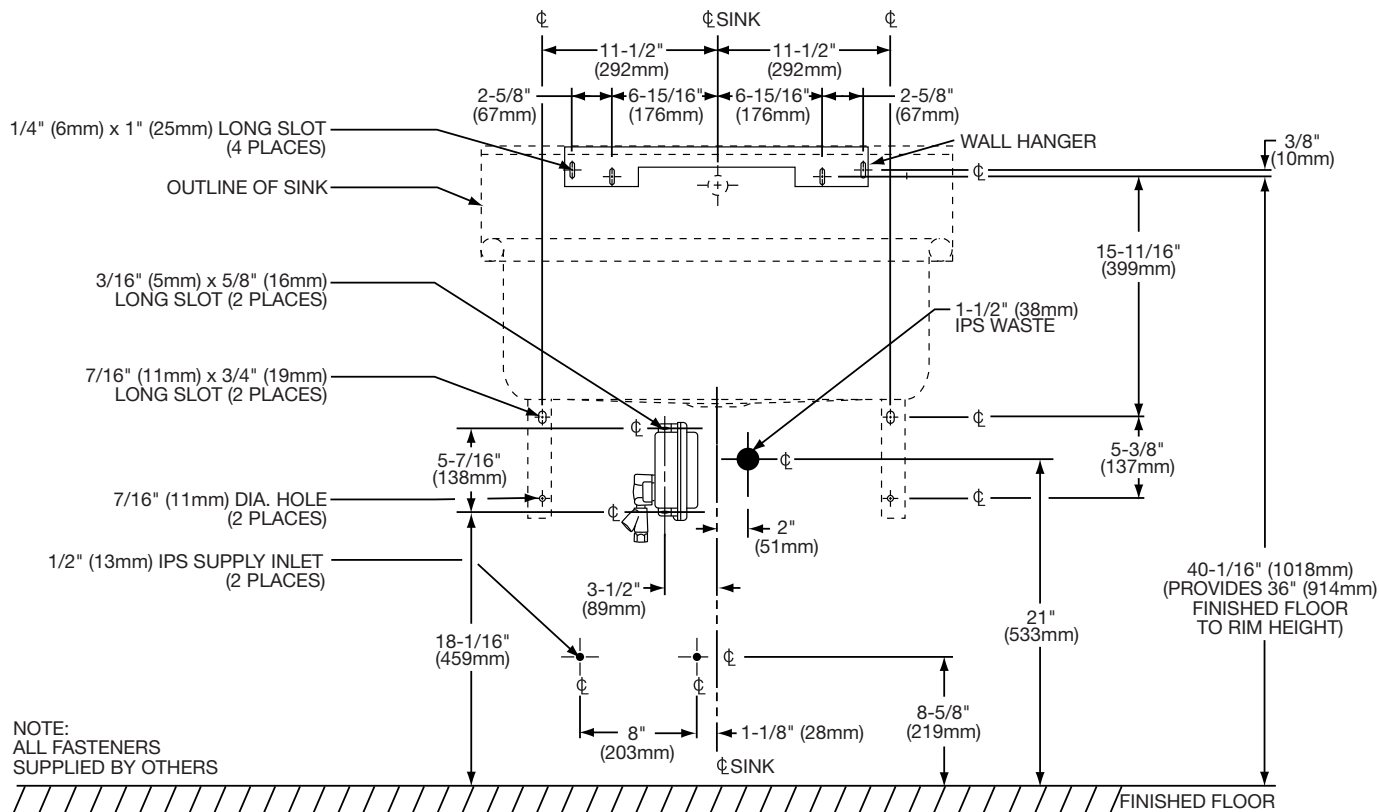 ℄
℄ SINK
℄
11-1/2"
(292mm)
11-1/2"
(292mm)
2-5/8"
(67mm)
6-15/16"
(176mm)
6-15/16"
(176mm)
2-5/8"
(67mm)
1/4" (6mm) x 1" (25mm) LONG SLOT
(4 PLACES)
WALL HANGER
3/8"
(10mm)
℄
OUTLINE OF SINK
15-11/16"
(399mm)
3/16" (5mm) x 5/8" (16mm)
LONG SLOT (2 PLACES)
1-1/2" (38mm)
IPS WASTE
7/16" (11mm) x 3/4" (19mm)
LONG SLOT (2 PLACES)
℄
℄
5-7/16"
(138mm)
℄
5-3/8"
(137mm)
7/16" (11mm) DIA. HOLE
(2 PLACES)
℄
℄
2"
(51mm)
1/2" (13mm) IPS SUPPLY INLET
(2 PLACES)
3-1/2"
(89mm)
40-1/16" (1018mm)
(PROVIDES 36" (914mm)
FINISHED FLOOR
TO RIM HEIGHT)
21"
(533mm)
18-1/16"
(459mm)
℄
℄
℄
8-5/8"
(219mm)
NOTE:
ALL FASTENERS
SUPPLIED BY OTHERS
8"
(203mm)
1-1/8" (28mm)
℄ SINK
FINISHED FLOOR